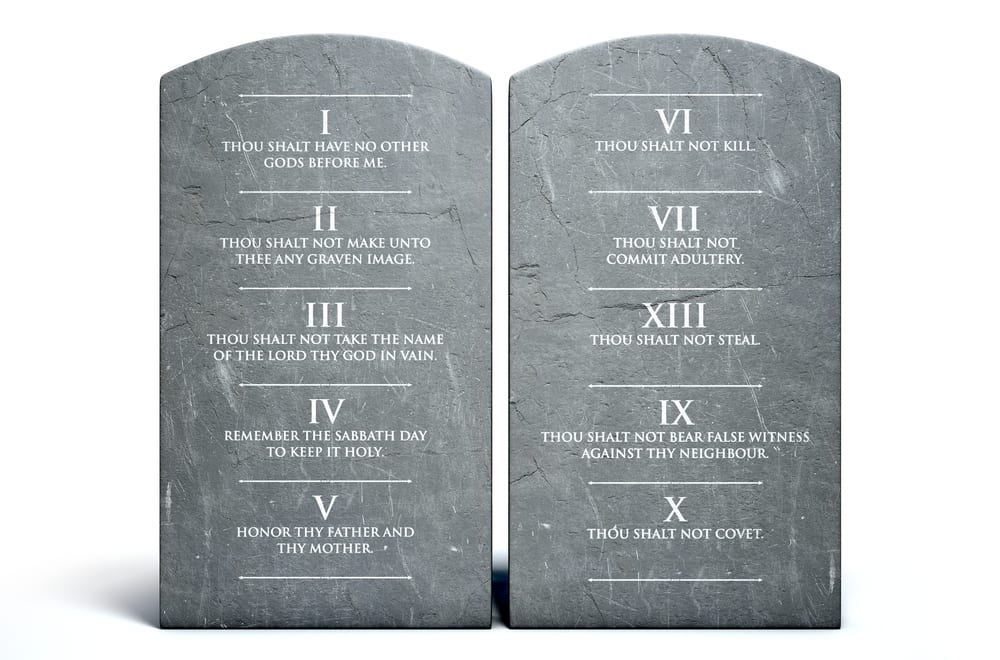 I
THOU SHALT HAVE NO OTHER
GODS BEFORE ME.
II
THOU SHALT NOT MAKE UNTO
THEE ANY GRAVEN IMAGE.
III
THOU SHALT NOT TAKE THE NAME
OF THE LORD THY GOD IN VAIN.
IV
REMEMBER THE SABBATH DAY
TO KEEP IT HOLY.
V
HONOR THY FATHER AND
THY MOTHER.
VI
THOU SHALT NOT KILL.
VII
THOU SHALT NOT
COMMIT ADULTERY.
XIII
THOU SHALT NOT STEAL.
IX
THOU SHALT NOT BEAR FALSE WITNESS
AGAINST THY NEIGHBOUR.
X
THOU SHALT NOT COVET.